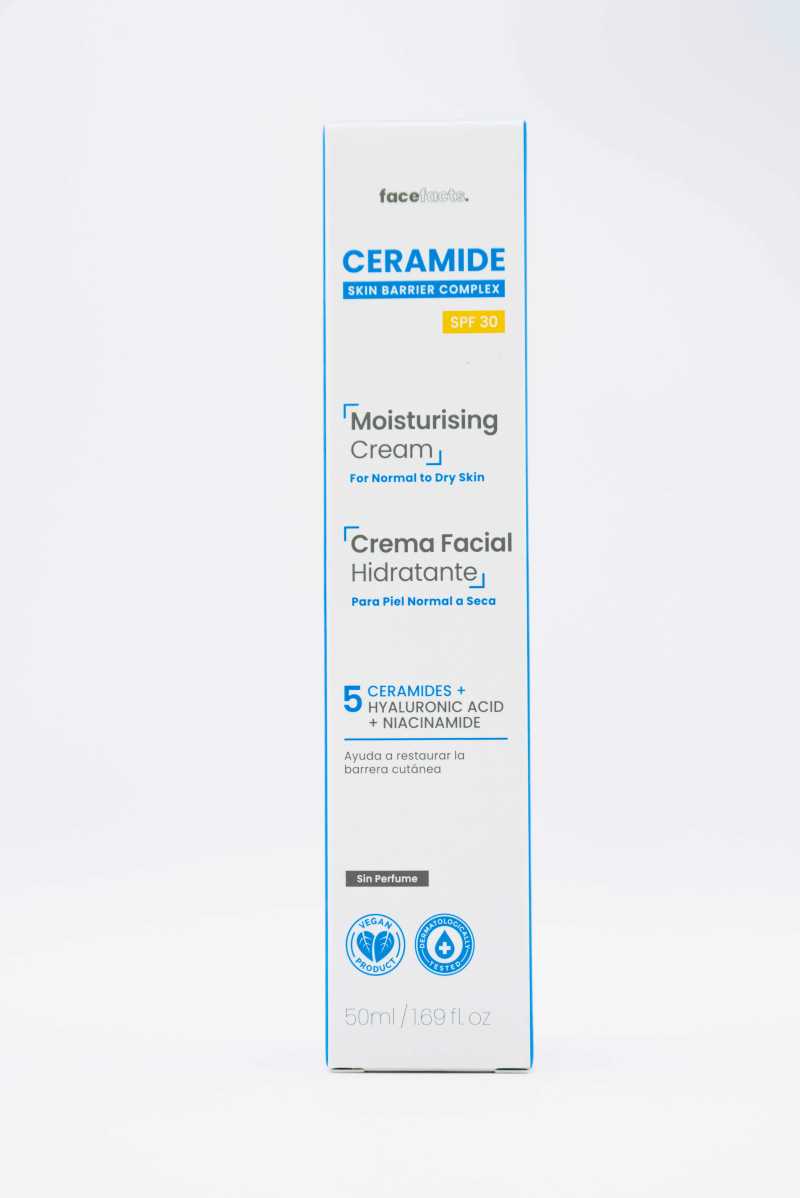 facefacts.
CERAMIDE
SKIN BARRIER COMPLEX
SPF 30
Moisturising
Cream
For Normal to Dry Skin
Crema Facial
Hidratante
Para Piel Normal a Seca
5 CERAMIDES +
HYALURONIC ACID
+ NIACINAMIDE
Ayuda a restaurar la
barrera cutánea
Sin Perfume
VEGAN
PRODUCT
DERMATOLOGICALLY
TESTED
50ml / 1.69 fl. oz